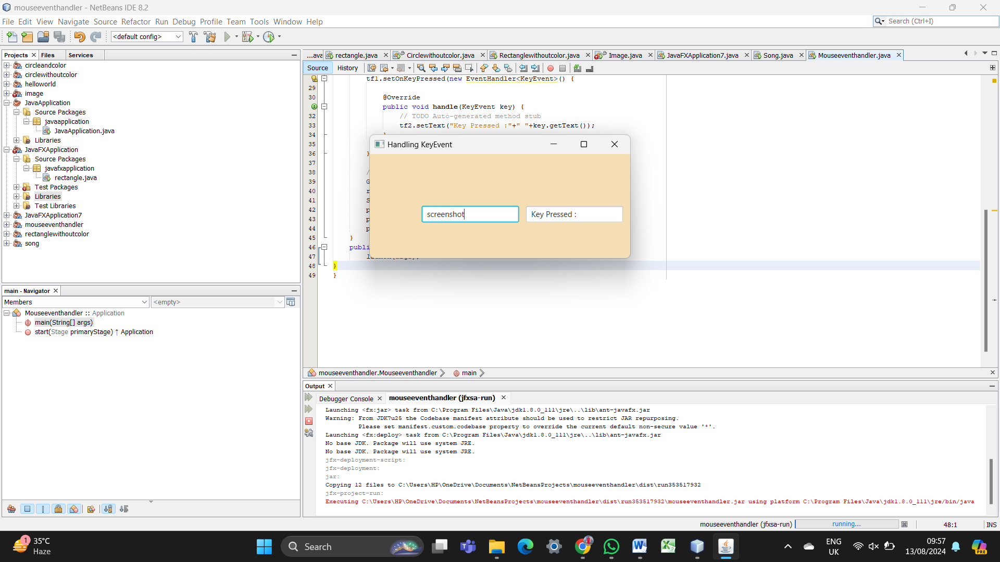 mouseeventhandler - NetBeans IDE 8.2
File Edit View Navigate Source Refactor Run Debug Profile Team Tools Window Help
Search (Ctrl+I)
<default config>
Projects Files Services
circleandcolor
circlewithoutcolor
helloworld
image
JavaApplication
Source Packages
javaapplication
JavaApplication.java
Libraries
JavaFXApplication
Source Packages
javafxapplication
rectangle.java
Test Packages
Libraries
Test Libraries
JavaFXApplication7
mouseeventhandler
rectanglewithoutcolor
song
main - Navigator
Members
<empty>
Mouseeventhandler :: Application
main(String[] args)
start(Stage primaryStage) ↑ Application
...ava rectangle.java Circlewithoutcolor.java Rectanglewithoutcolor.java Image.java JavaFXApplication7.java Song.java Mouseeventhandler.java
Source History
tf1.setOnKeyPressed(new EventHandler<KeyEvent>() {
29
30 @Override
public void handle(KeyEvent key) {
32 // TODO Auto-generated method stub
33 tf2.setText("Key Pressed :"+" "+key.getText());
34
35
36 }
37
38 /
39 G
40 r
41 S
42 p
43 p
44 p
45 }
46 publi
47
48 }
49 }
Handling KeyEvent
screenshot
Key Pressed :
mouseeventhandler.Mouseeventhandler main
Output
Debugger Console mouseeventhandler (jfxsa-run)
Launching <fx:jar> task from C:\Program Files\Java\jdk1.8.0_111\jre\..\lib\ant-javafx.jar
Warning: From JDK7u25 the Codebase manifest attribute should be used to restrict JAR repurposing.
Please set manifest.custom.codebase property to override the current default non-secure value '*'.
Launching <fx:deploy> task from C:\Program Files\Java\jdk1.8.0_111\jre\..\lib\ant-javafx.jar
No base JDK. Package will use system JRE.
No base JDK. Package will use system JRE.
jfx-deployment-script:
jfx-deployment:
jar:
Copying 12 files to C:\Users\HP\OneDrive\Documents\NetBeansProjects\mouseeventhandler\dist\run353517932
jfx-project-run:
Executing C:\Users\HP\OneDrive\Documents\NetBeansProjects\mouseeventhandler\dist\run353517932\mouseeventhandler.jar using platform C:\Program Files\Java\jdk1.8.0_111\jre/bin/java
mouseeventhandler (jfxsa-run) running... 48:1 INS
1
35°C
Haze
Search
ENG
UK
09:57
13/08/2024
PRE